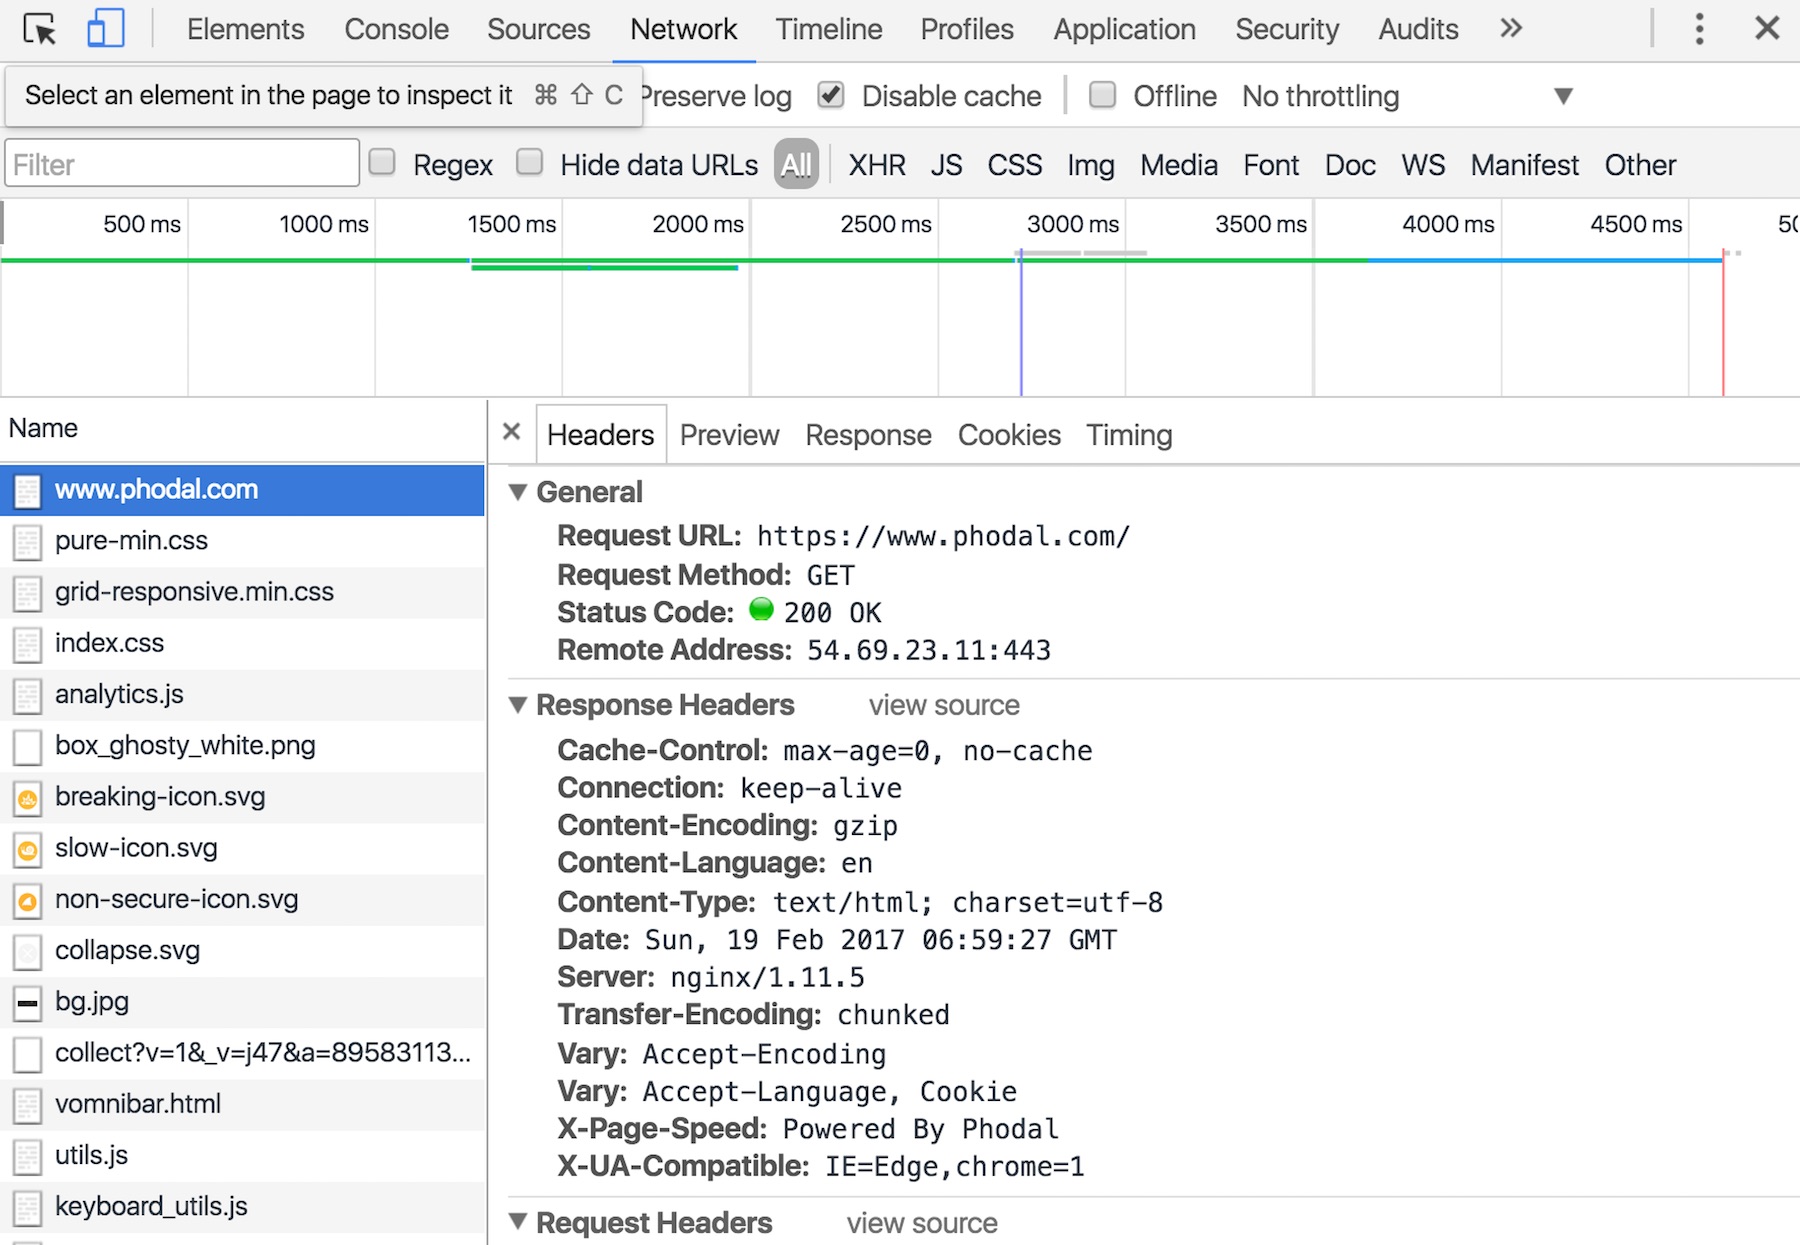 Elements Console Sources Network Timeline Profiles Application Security Audits »
Select an element in the page to inspect it ⌘ ⇧ C Preserve log Disable cache Offline No throttling
Filter Regex Hide data URLs All XHR JS CSS Img Media Font Doc WS Manifest Other
500 ms 1000 ms 1500 ms 2000 ms 2500 ms 3000 ms 3500 ms 4000 ms 4500 ms
Name
www.phodal.com
pure-min.css
grid-responsive.min.css
index.css
analytics.js
box_ghosty_white.png
breaking-icon.svg
slow-icon.svg
non-secure-icon.svg
collapse.svg
bg.jpg
collect?v=1&_v=j47&a=89583113...
vomnibar.html
utils.js
keyboard_utils.js
Headers Preview Response Cookies Timing
General
Request URL: https://www.phodal.com/
Request Method: GET
Status Code: 200 OK
Remote Address: 54.69.23.11:443
Response Headers view source
Cache-Control: max-age=0, no-cache
Connection: keep-alive
Content-Encoding: gzip
Content-Language: en
Content-Type: text/html; charset=utf-8
Date: Sun, 19 Feb 2017 06:59:27 GMT
Server: nginx/1.11.5
Transfer-Encoding: chunked
Vary: Accept-Encoding
Vary: Accept-Language, Cookie
X-Page-Speed: Powered By Phodal
X-UA-Compatible: IE=Edge,chrome=1
Request Headers view source